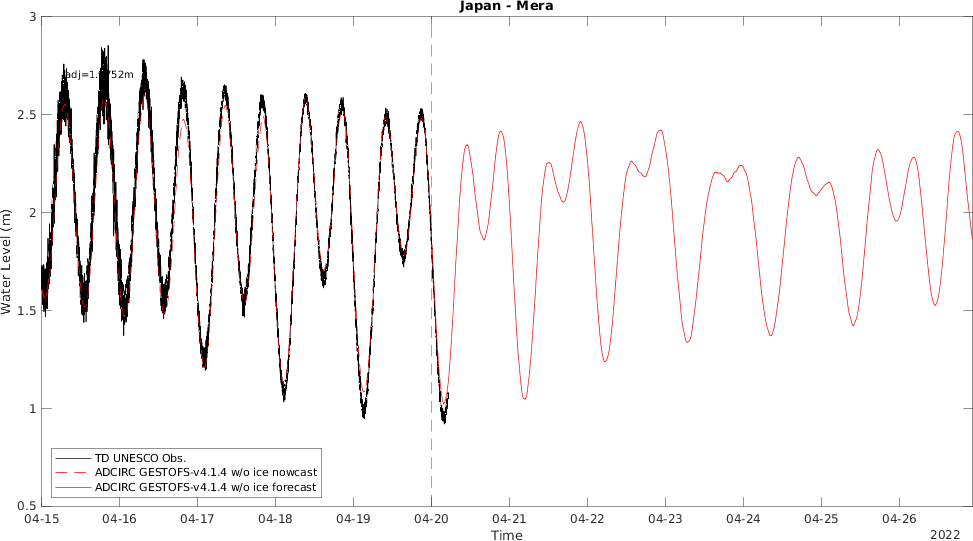 Japan - Mera
3
2.5
2
1.5
1
0.5
Water Level (m)
TD UNESCO Obs.
ADCIRC GESTOFS-v4.1.4 w/o ice nowcast
ADCIRC GESTOFS-v4.1.4 w/o ice forecast
04-15 04-16 04-17 04-18 04-19 04-20 04-21 04-22 04-23 04-24 04-25 04-26
Time
2022